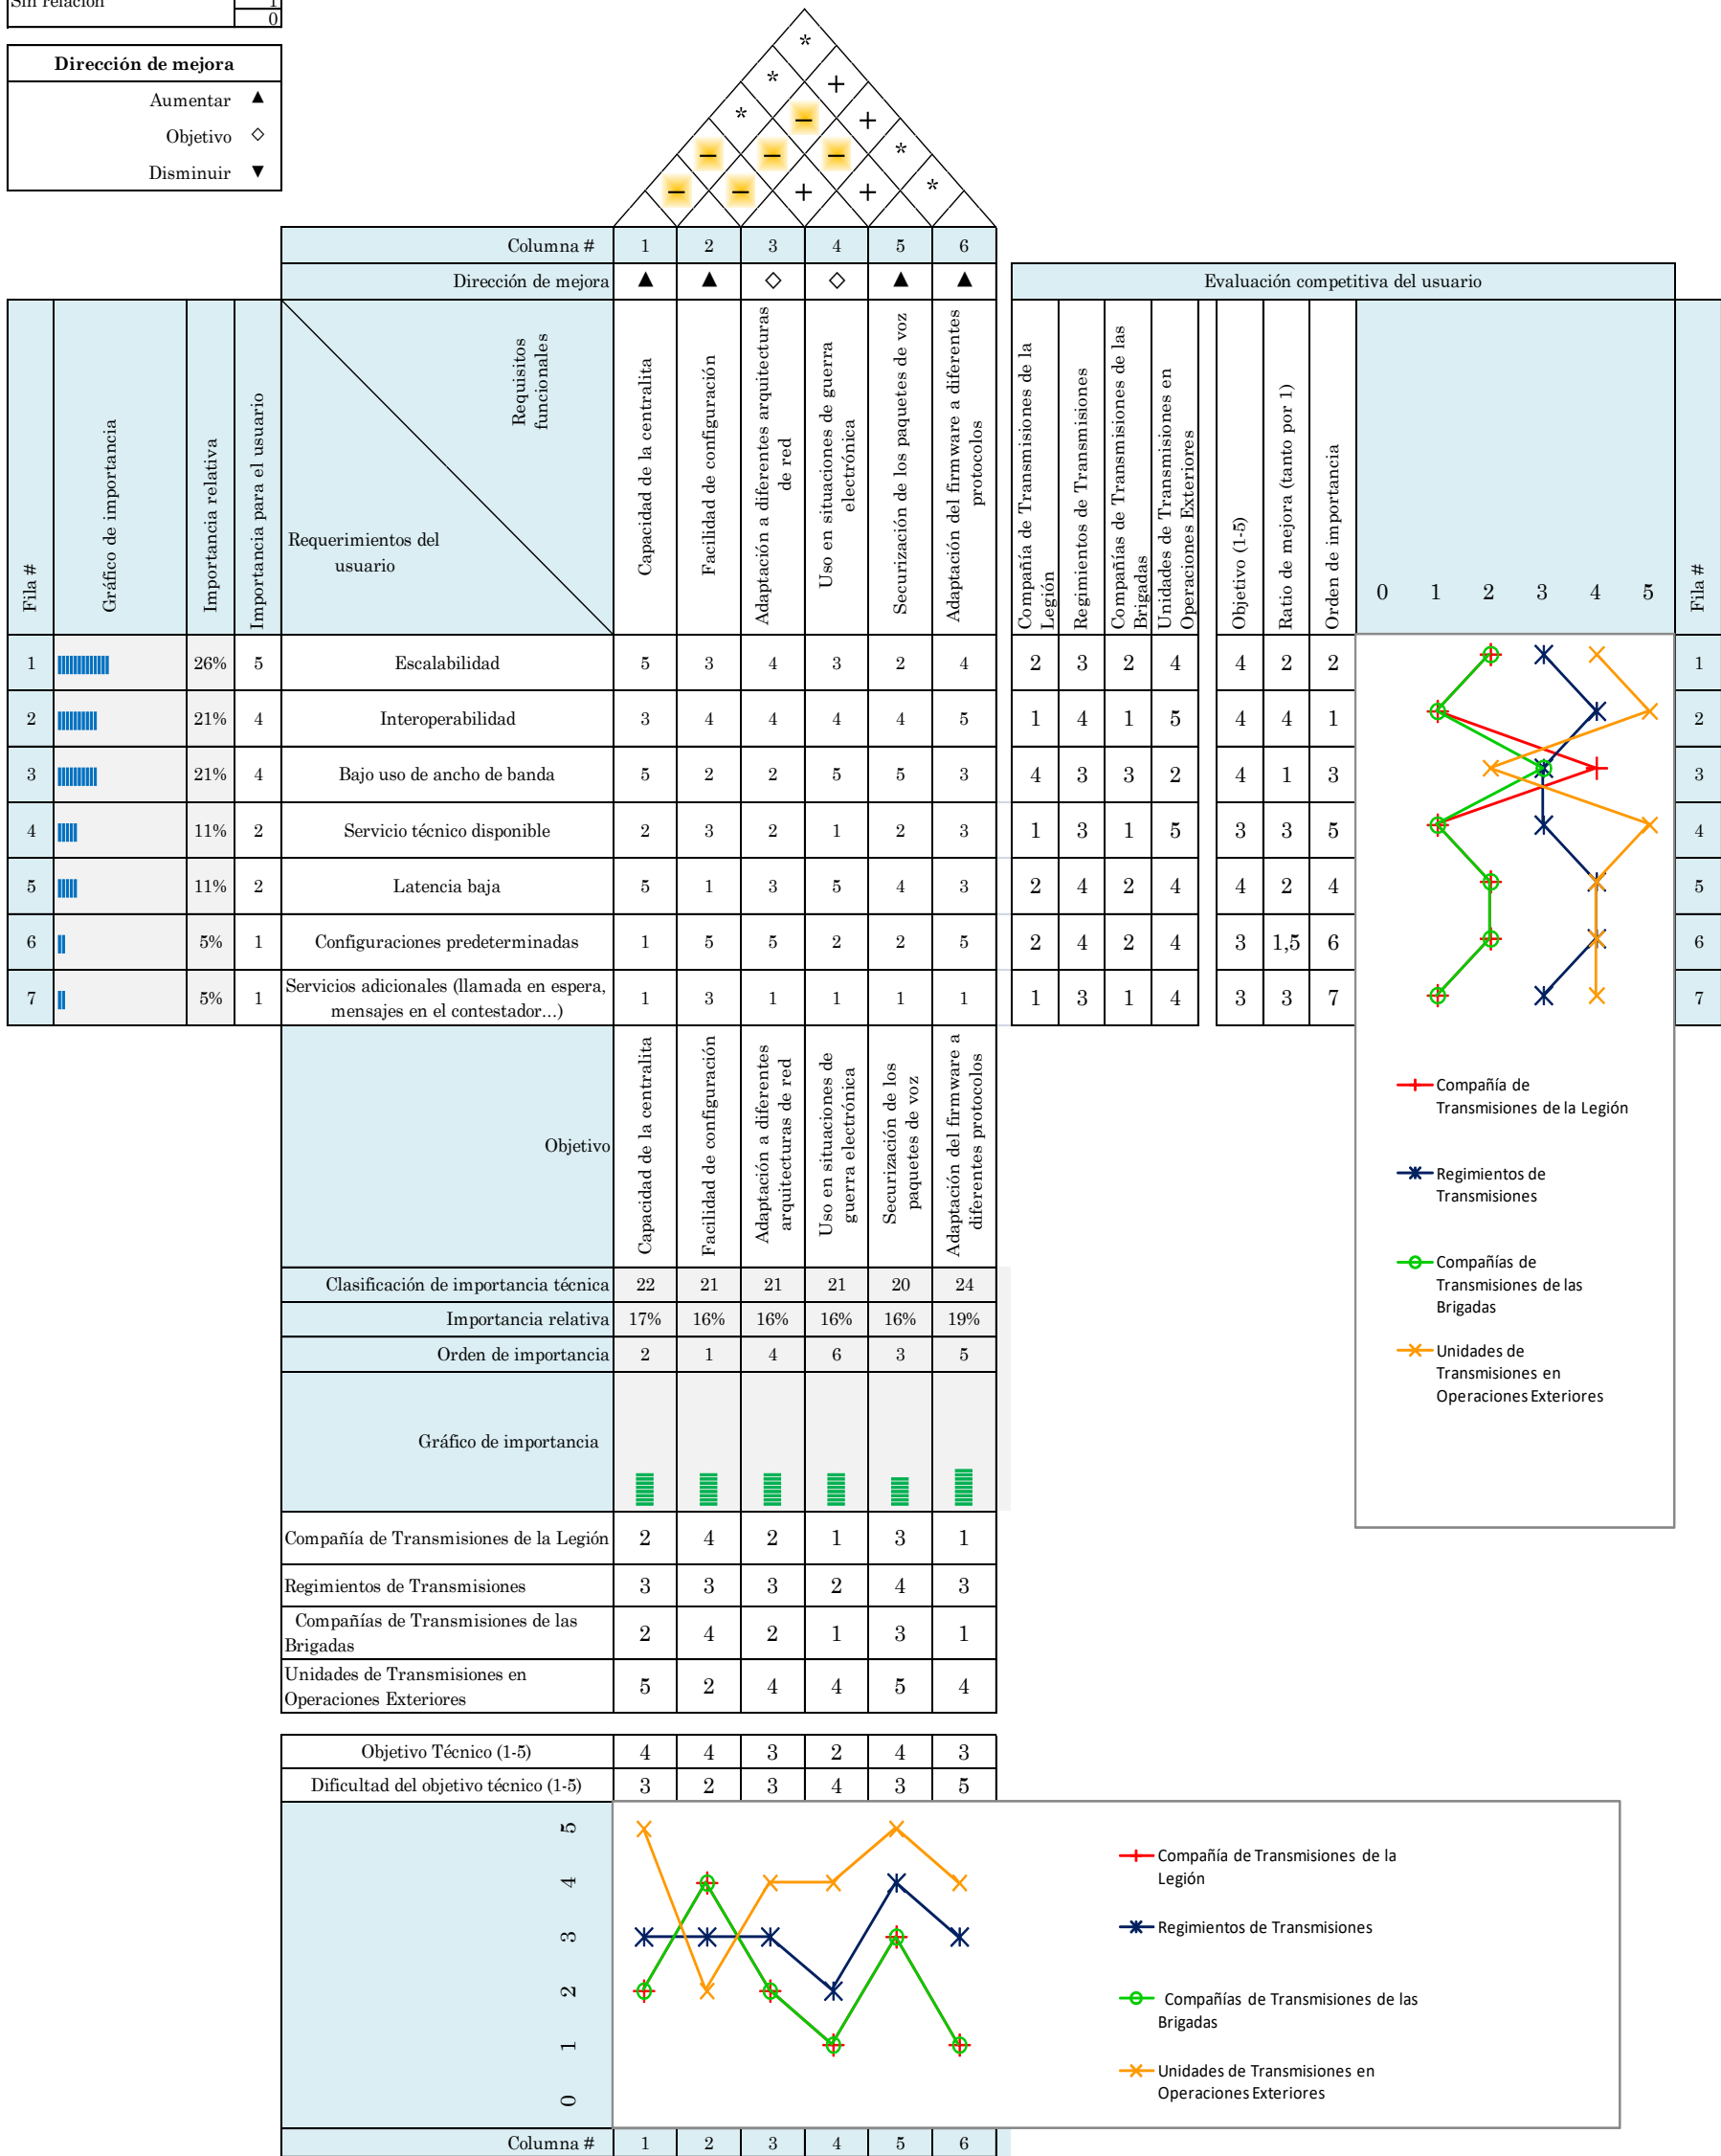 Sin relación 1
0
Dirección de mejora
Aumentar ▲
Objetivo ◇
Disminuir ▼
*
* +
* − +
− − − *
− − + + *
Columna # 1 2 3 4 5 6
Dirección de mejora ▲ ▲ ◇ ◇ ▲ ▲
Evaluación competitiva del usuario
Fila #
Gráfico de importancia
Importancia relativa
Importancia para el usuario
Requisitos
funcionales
Requerimientos del
usuario
Capacidad de la centralita
Facilidad de configuración
Adaptación a diferentes arquitecturas
de red
Uso en situaciones de guerra
electrónica
Securización de los paquetes de voz
Adaptación del firmware a diferentes
protocolos
Compañía de Transmisiones de la
Legión
Regimientos de Transmisiones
Compañías de Transmisiones de las
Brigadas
Unidades de Transmisiones en
Operaciones Exteriores
Objetivo (1-5)
Ratio de mejora (tanto por 1)
Orden de importancia
0 1 2 3 4 5
Fila #
1 26% 5 Escalabilidad 5 3 4 3 2 4 2 3 2 4 4 2 2 1
2 21% 4 Interoperabilidad 3 4 4 4 4 5 1 4 1 5 4 4 1 2
3 21% 4 Bajo uso de ancho de banda 5 2 2 5 5 3 4 3 3 2 4 1 3 3
4 11% 2 Servicio técnico disponible 2 3 2 1 2 3 1 3 1 5 3 3 5 4
5 11% 2 Latencia baja 5 1 3 5 4 3 2 4 2 4 4 2 4 5
6 5% 1 Configuraciones predeterminadas 1 5 5 2 2 5 2 4 2 4 3 1,5 6 6
7 5% 1 Servicios adicionales (llamada en espera,
mensajes en el contestador...) 1 3 1 1 1 1 1 3 1 4 3 3 7 7
Objetivo
Capacidad de la centralita
Facilidad de configuración
Adaptación a diferentes
arquitecturas de red
Uso en situaciones de
guerra electrónica
Securización de los
paquetes de voz
Adaptación del firmware a
diferentes protocolos
Compañía de
Transmisiones de la Legión
Regimientos de
Transmisiones
Compañías de
Transmisiones de las
Brigadas
Unidades de
Transmisiones en
Operaciones Exteriores
Clasificación de importancia técnica 22 21 21 21 20 24
Importancia relativa 17% 16% 16% 16% 16% 19%
Orden de importancia 2 1 4 6 3 5
Gráfico de importancia
Compañía de Transmisiones de la Legión 2 4 2 1 3 1
Regimientos de Transmisiones 3 3 3 2 4 3
Compañías de Transmisiones de las
Brigadas 2 4 2 1 3 1
Unidades de Transmisiones en
Operaciones Exteriores 5 2 4 4 5 4
Objetivo Técnico (1-5) 4 4 3 2 4 3
Dificultad del objetivo técnico (1-5) 3 2 3 4 3 5
5
4
3
2
1
0
Compañía de Transmisiones de la
Legión
Regimientos de Transmisiones
Compañías de Transmisiones de las
Brigadas
Unidades de Transmisiones en
Operaciones Exteriores
Columna # 1 2 3 4 5 6